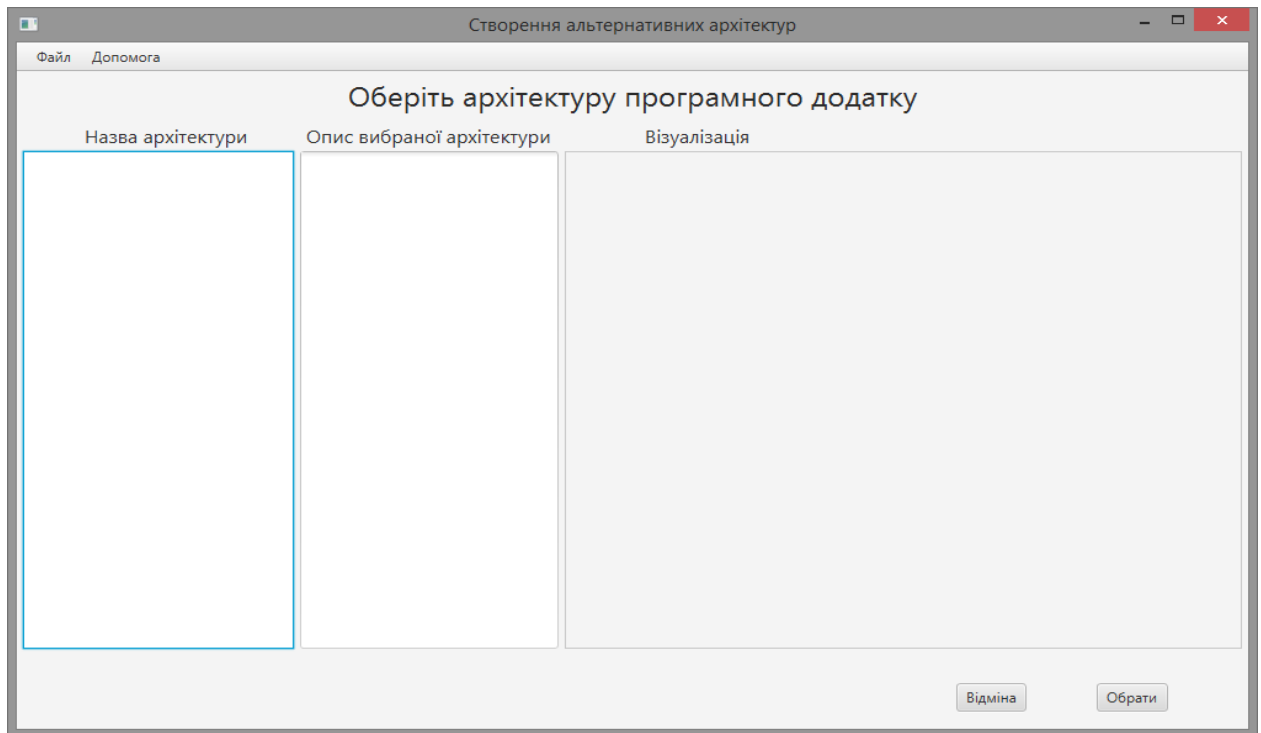 Створення альтернативних архітектур
Файл Допомога
Оберіть архітектуру програмного додатку
Назва архітектури Опис вибраної архітектури Візуалізація
Відміна Обрати